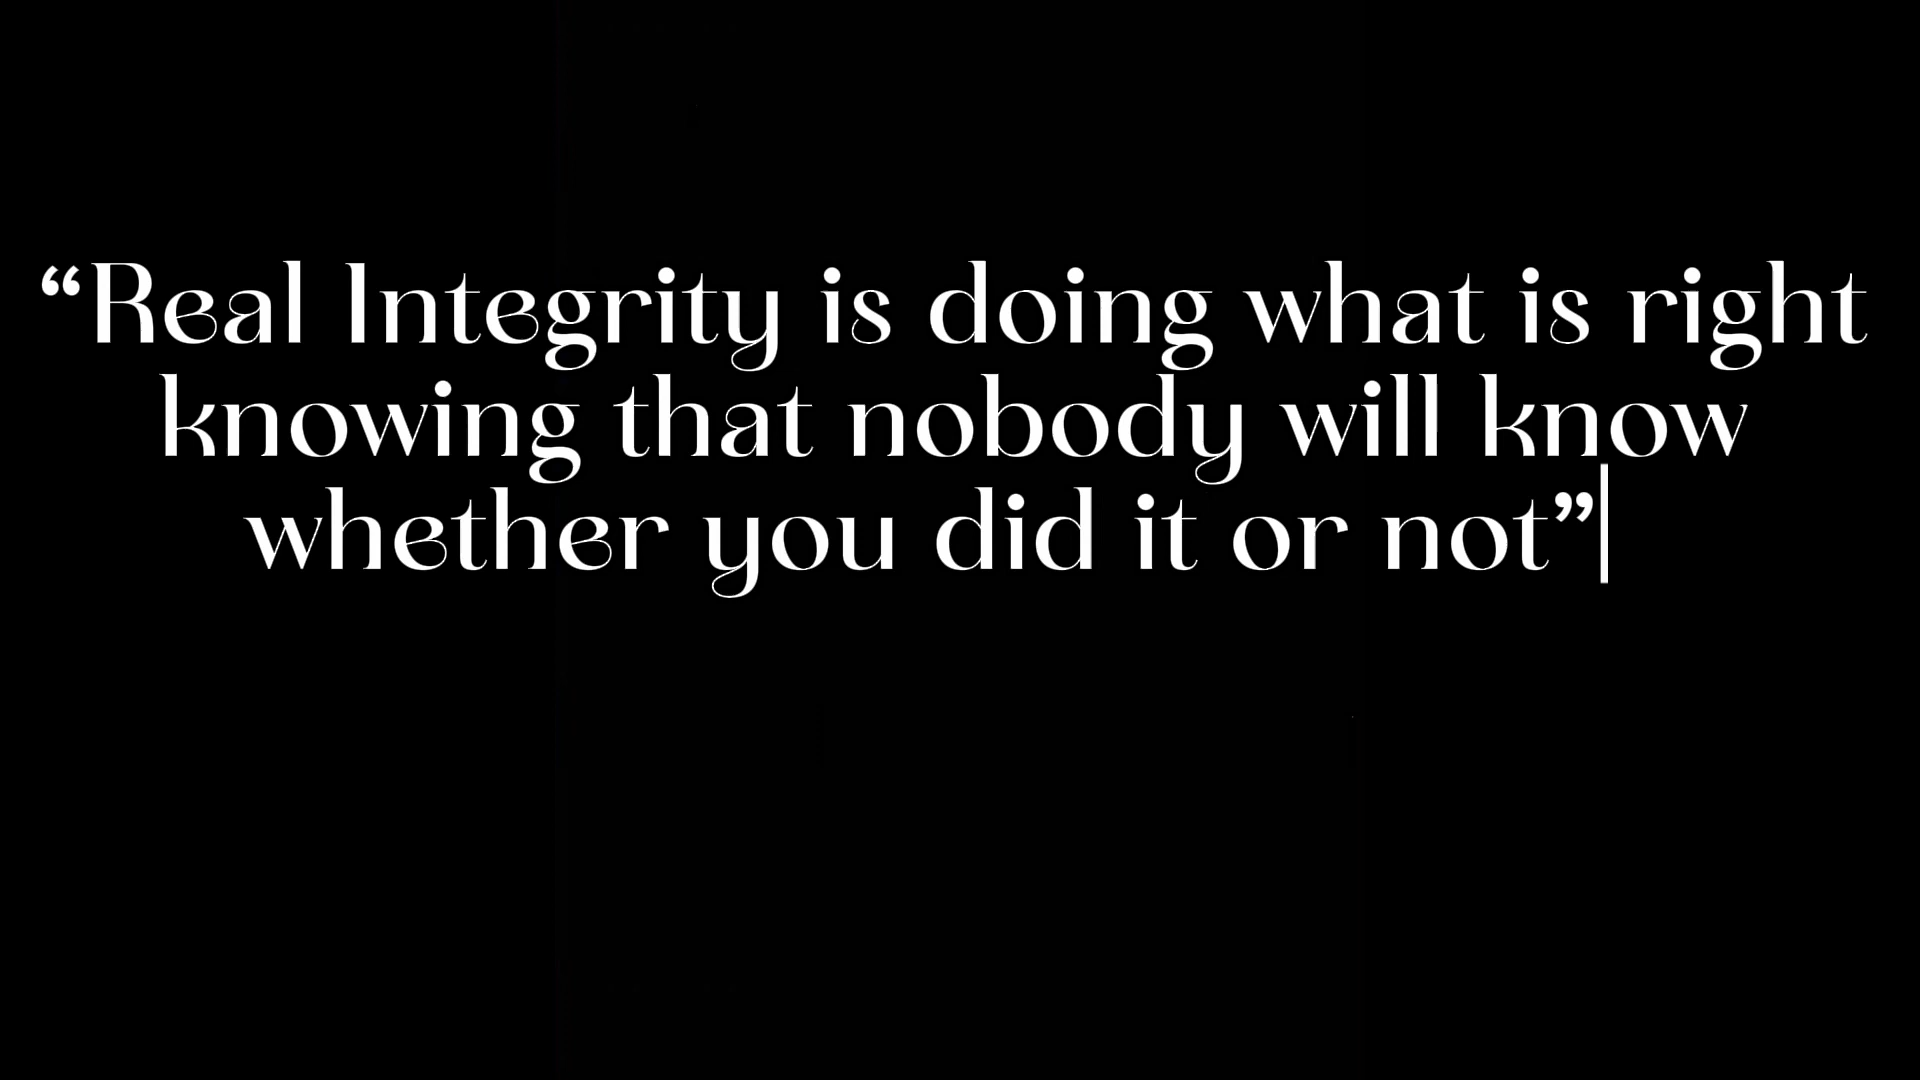 “Real Integrity is doing what is right
knowing that nobody will know
whether you did it or not”